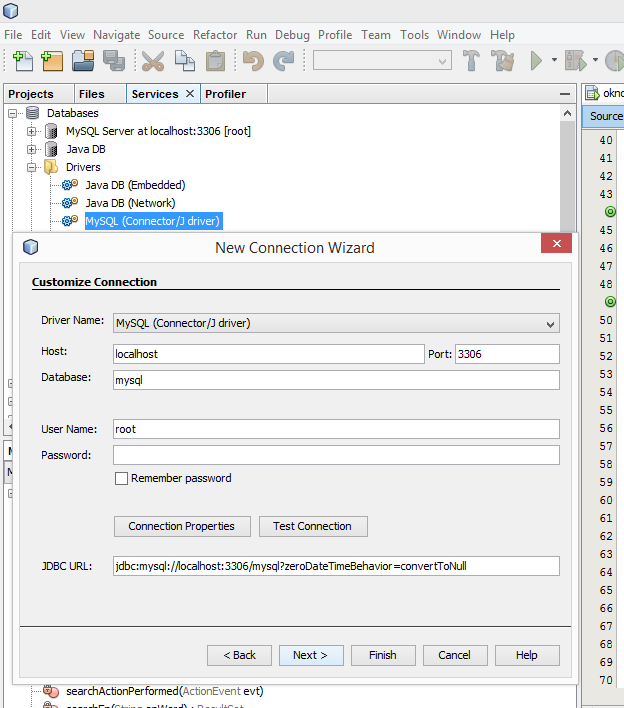 File Edit View Navigate Source Refactor Run Debug Profile Team Tools Window Help
Projects Files Services Profiler
Databases
MySQL Server at localhost:3306 [root]
Java DB
Drivers
Java DB (Embedded)
Java DB (Network)
MySQL (Connector/J driver)
Source
40
41
42
43
45
46
47
48
50
51
52
53
54
55
56
57
58
59
60
61
62
63
64
65
66
67
68
69
70
New Connection Wizard
Customize Connection
Driver Name: MySQL (Connector/J driver)
Host: localhost Port: 3306
Database: mysql
User Name: root
Password:
Remember password
Connection Properties Test Connection
JDBC URL: jdbc:mysql://localhost:3306/mysql?zeroDateTimeBehavior=convertToNull
< Back Next > Finish Cancel Help
searchActionPerformed(ActionEvent evt)